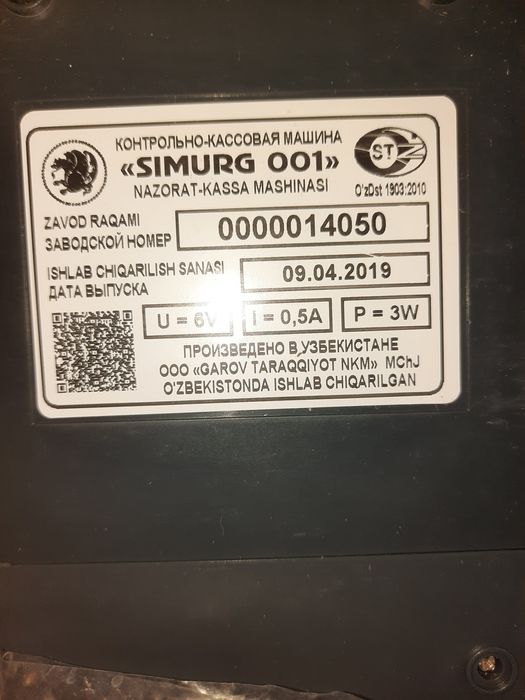 КОНТРОЛЬНО-КАССОВАЯ МАШИНА
«SIMURG 001»
NAZORAT-KASSA MASHINASI
ST
O'zDst 1903:2010
ZAVOD RAQAMI
ЗАВОДСКОЙ НОМЕР
0000014050
ISHLAB CHIQARILISH SANASI
ДАТА ВЫПУСКА
09.04.2019
U = 6V I = 0,5A P = 3W
ПРОИЗВЕДЕНО В УЗБЕКИСТАНЕ
ООО «GAROV TARAQQIYOT NKM» MChJ
O'ZBEKISTONDA ISHLAB CHIQARILGAN